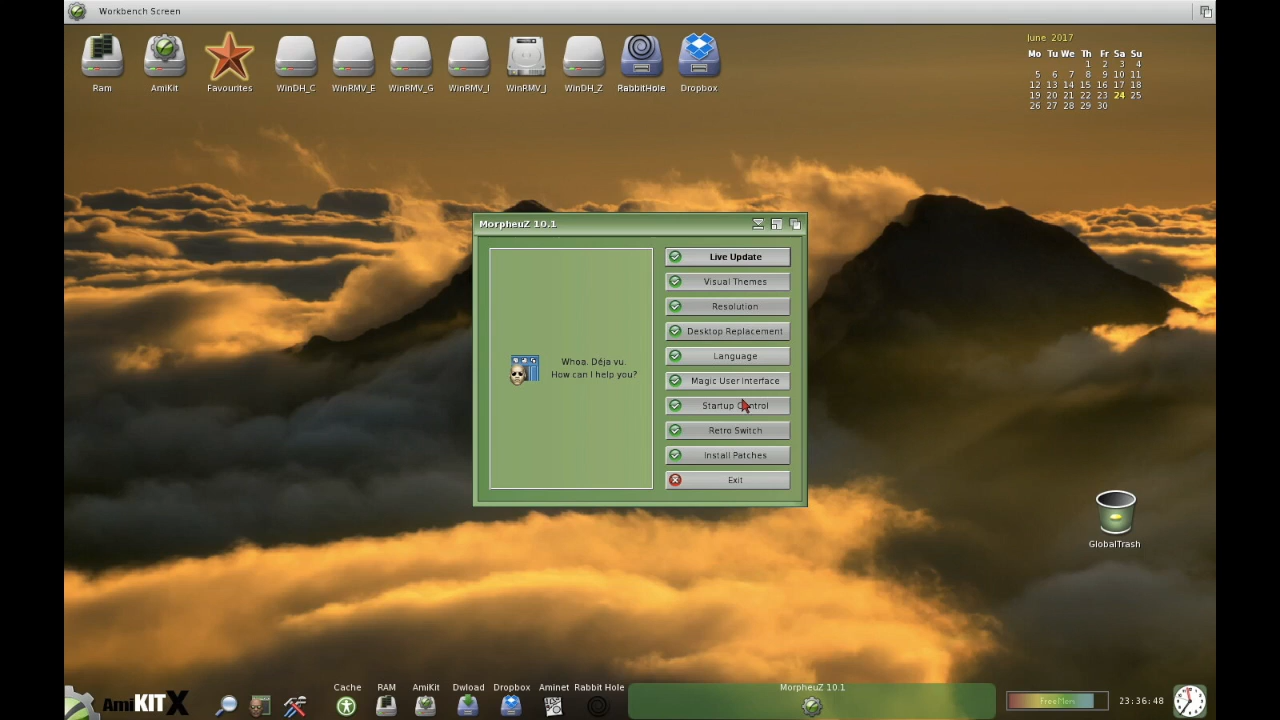 Workbench Screen
Ram
AmiKit
Favourites
WinDH_C
WinRMV_E
WinRMV_G
WinRMV_I
WinRMV_J
WinDH_Z
RabbitHole
Dropbox
June 2017
Mo Tu We Th Fr Sa Su
1 2 3 4
5 6 7 8 9 10 11
12 13 14 15 16 17 18
19 20 21 22 23 24 25
26 27 28 29 30
MorpheuZ 10.1
Whoa. Déja vu.
How can I help you?
Live Update
Visual Themes
Resolution
Desktop Replacement
Language
Magic User Interface
Startup Control
Retro Switch
Install Patches
Exit
GlobalTrash
AmiKIT X
Cache
RAM
AmiKit
Dwload
Dropbox
Aminet
Rabbit Hole
MorpheuZ 10.1
FreeMem
23:36:48